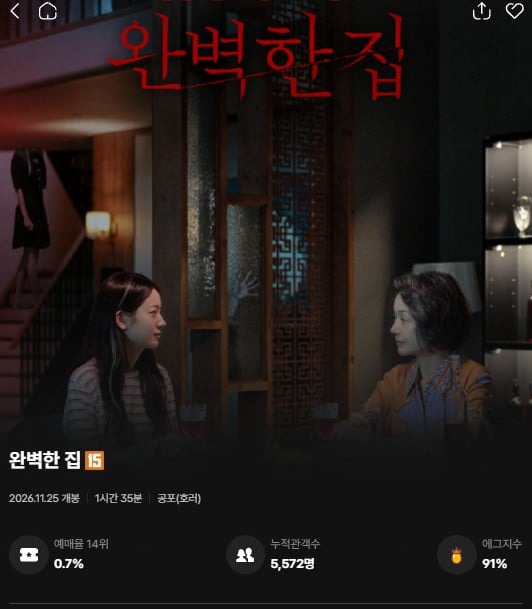 완벽한 집
완벽한 집 15
2026.11.25 개봉 1시간 35분 공포(호러)
예매율 14위 누적관객수 에그지수
0.7% 5,572명 91%